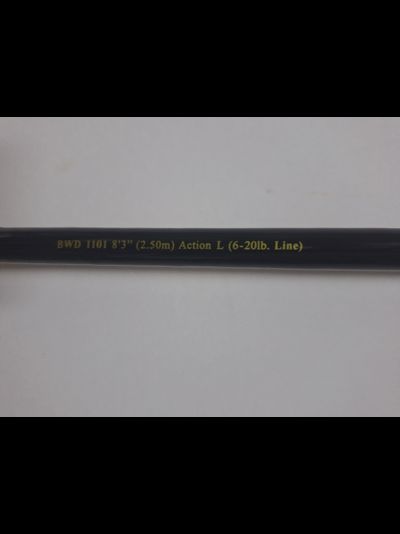 BWD 1101 8'3" (2.50m) Action L (6-20lb. Line)